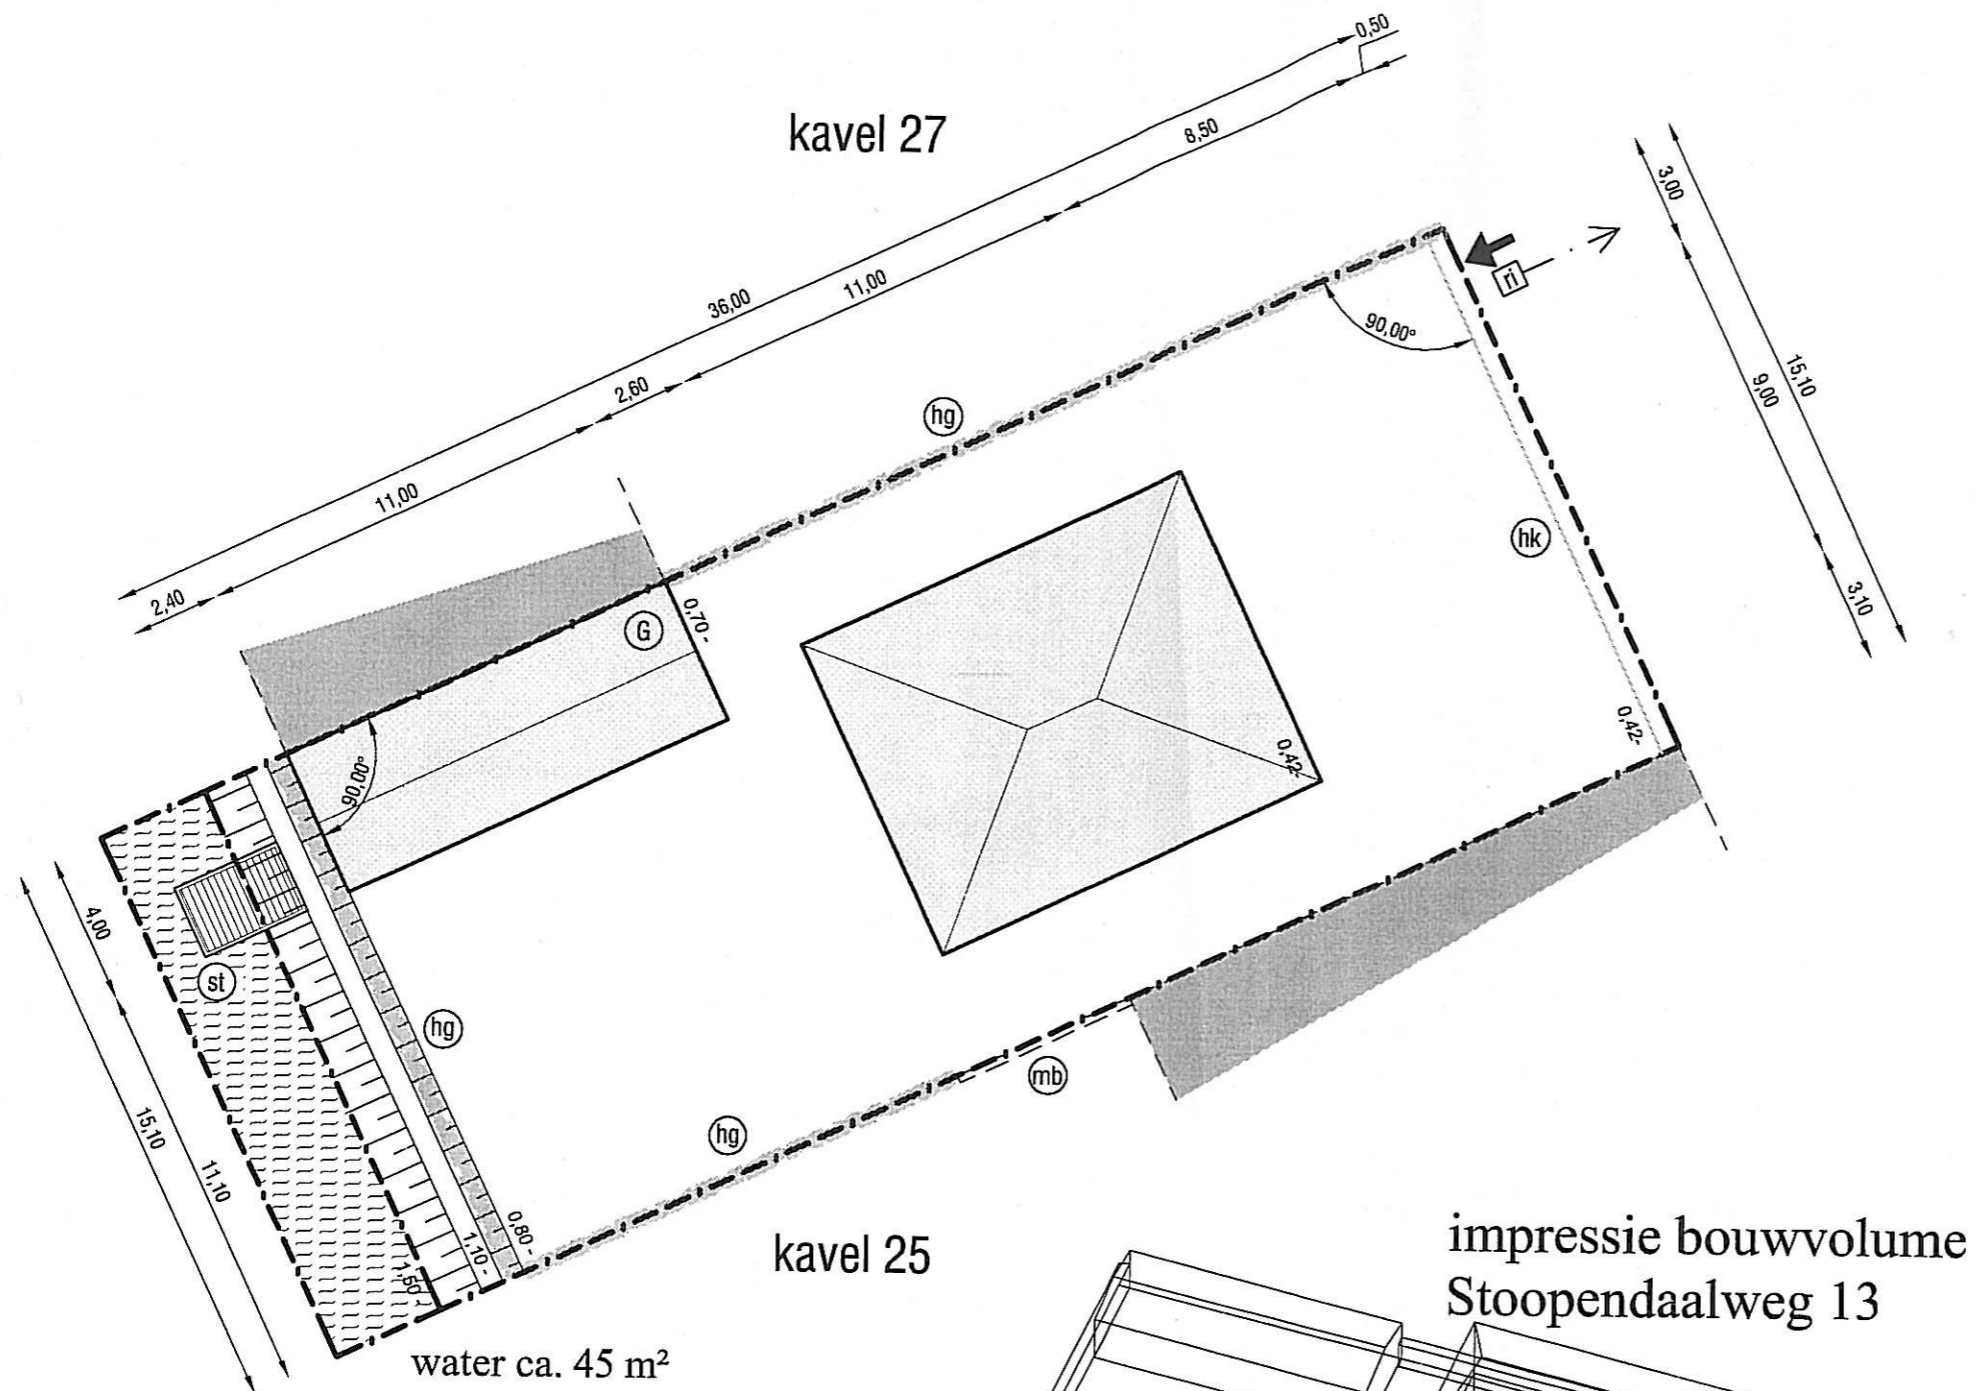 0,50
kavel 27
8,50
3,00
36,00
11,00
ri
90,00°
2,60
hg
15,10
9,00
11,00
hk
2,40
G
0,70 -
3,10
0,42-
0,42-
90,00°
4,00
st
hg
mb
hg
15,10
11,10
0,80 -
1,10 -
1,50 -
kavel 25
impressie bouwvolume
Stoopendaalweg 13
water ca. 45 m²